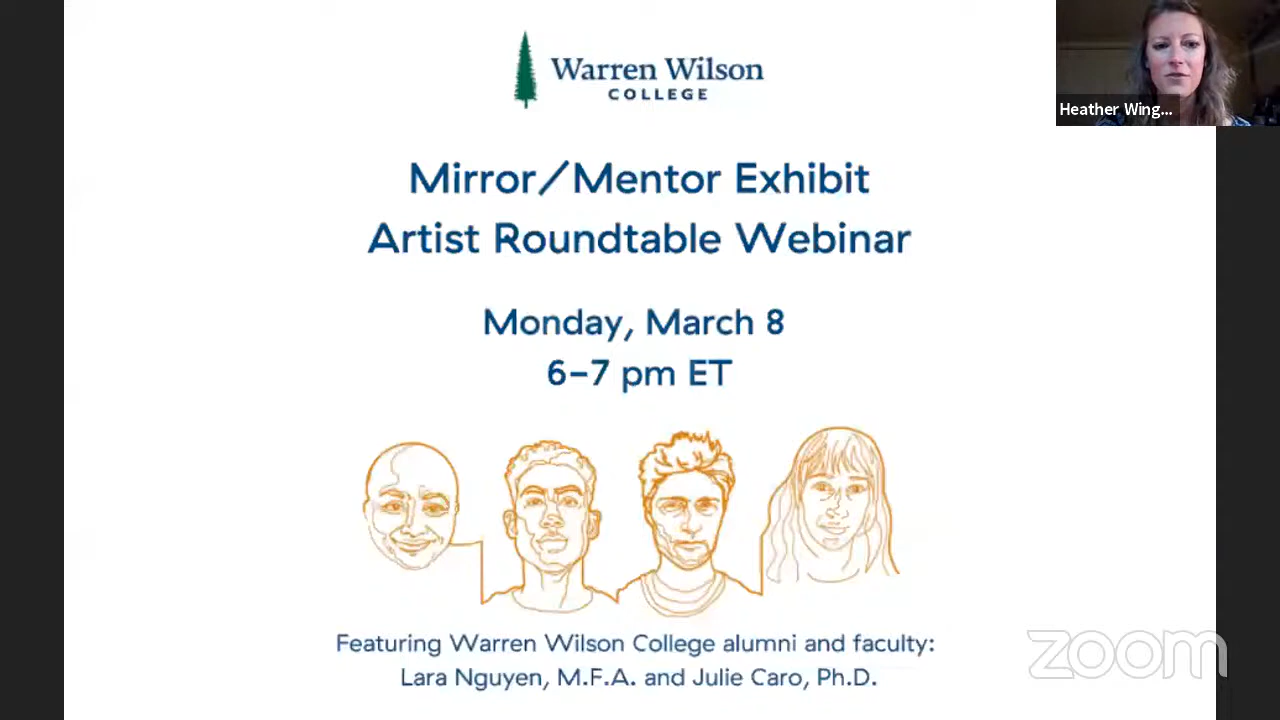 Warren Wilson
COLLEGE
Heather Wing...
Mirror/Mentor Exhibit
Artist Roundtable Webinar
Monday, March 8
6–7 pm ET
Featuring Warren Wilson College alumni and faculty:
Lara Nguyen, M.F.A. and Julie Caro, Ph.D.
zoom